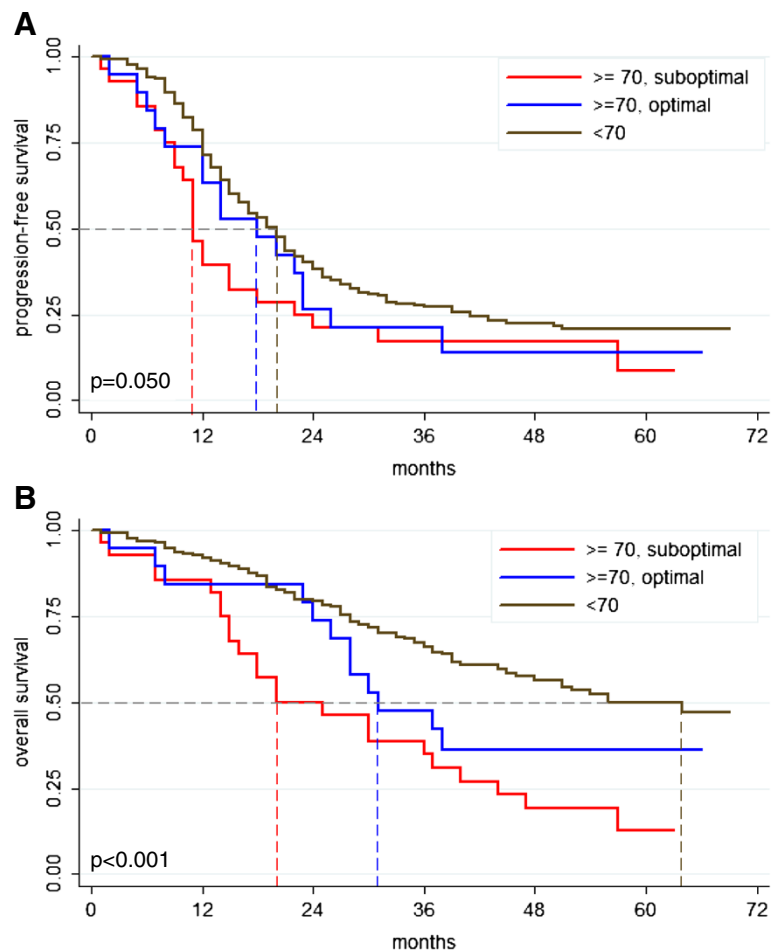 A
progression-free survival
1.00
0.75
0.50
0.25
0.00
>= 70, suboptimal
>=70, optimal
<70
p=0.050
0 12 24 36 48 60 72
months
B
overall survival
1.00
0.75
0.50
0.25
0.00
>= 70, suboptimal
>=70, optimal
<70
p<0.001
0 12 24 36 48 60 72
months